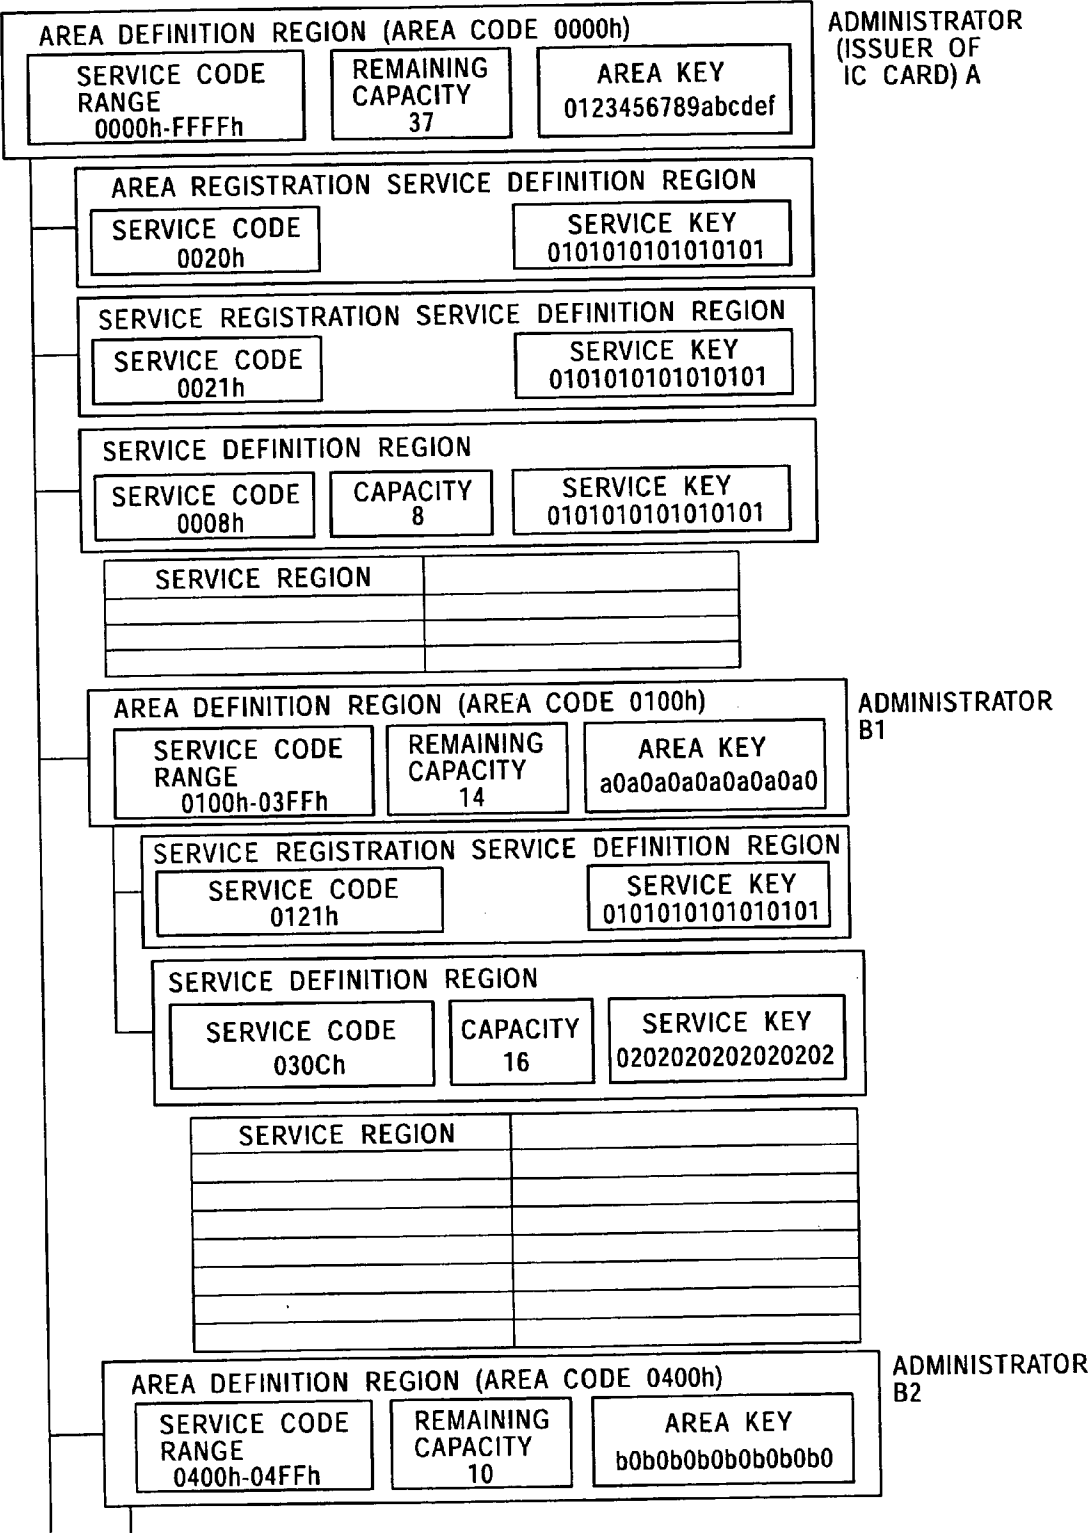 AREA DEFINITION REGION (AREA CODE 0000h)
ADMINISTRATOR
(ISSUER OF
IC CARD) A
SERVICE CODE
RANGE
0000h-FFFFh
REMAINING
CAPACITY
37
AREA KEY
0123456789abcdef
AREA REGISTRATION SERVICE DEFINITION REGION
SERVICE CODE
0020h
SERVICE KEY
0101010101010101
SERVICE REGISTRATION SERVICE DEFINITION REGION
SERVICE CODE
0021h
SERVICE KEY
0101010101010101
SERVICE DEFINITION REGION
SERVICE CODE
0008h
CAPACITY
8
SERVICE KEY
0101010101010101
SERVICE REGION
AREA DEFINITION REGION (AREA CODE 0100h)
ADMINISTRATOR
B1
SERVICE CODE
RANGE
0100h-03FFh
REMAINING
CAPACITY
14
AREA KEY
a0a0a0a0a0a0a0a0
SERVICE REGISTRATION SERVICE DEFINITION REGION
SERVICE CODE
0121h
SERVICE KEY
0101010101010101
SERVICE DEFINITION REGION
SERVICE CODE
030Ch
CAPACITY
16
SERVICE KEY
0202020202020202
SERVICE REGION
AREA DEFINITION REGION (AREA CODE 0400h)
ADMINISTRATOR
B2
SERVICE CODE
RANGE
0400h-04FFh
REMAINING
CAPACITY
10
AREA KEY
b0b0b0b0b0b0b0b0